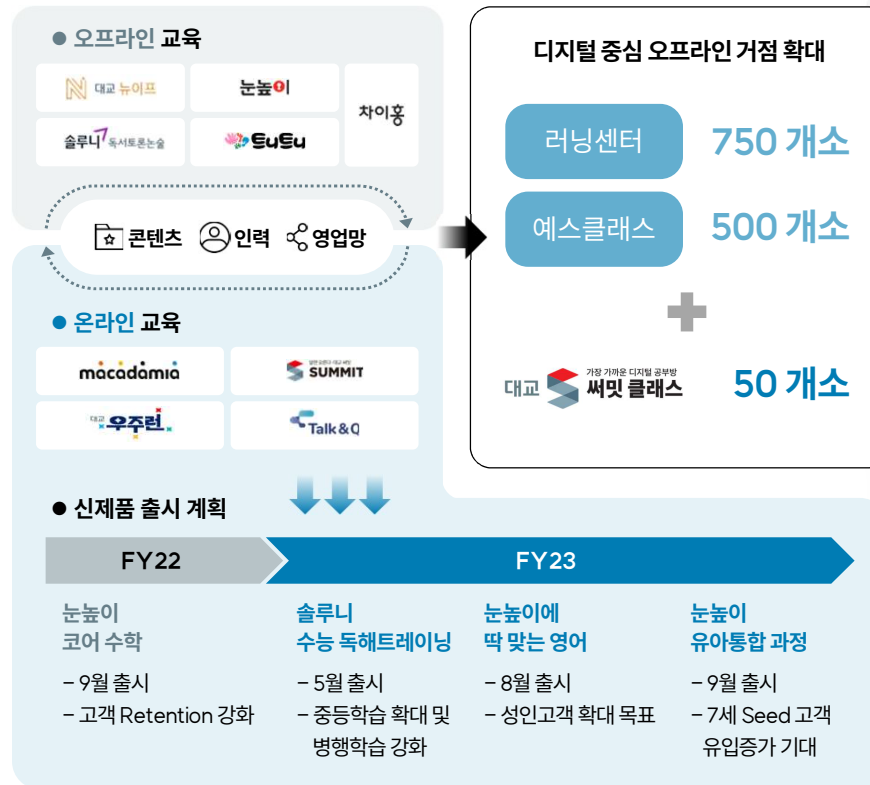 ● 오프라인 교육
대교 뉴이프
눈높이
차이홍
솔루니 독서토론논술
콘텐츠 인력 영업망
● 온라인 교육
macadamia
SUMMIT
대교 우주런
Talk & Q
디지털 중심 오프라인 거점 확대
러닝센터 750 개소
예스클래스 500 개소
대교 가장 가까운 디지털 공부방
써밋 클래스 50 개소
● 신제품 출시 계획
FY22
FY23
눈높이
코어 수학
– 9월 출시
– 고객 Retention 강화
솔루니
수능 독해트레이닝
– 5월 출시
– 중등학습 확대 및
병행학습 강화
눈높이에
딱 맞는 영어
– 8월 출시
– 성인고객 확대 목표
눈높이
유아통합 과정
– 9월 출시
– 7세 Seed 고객
유입증가 기대